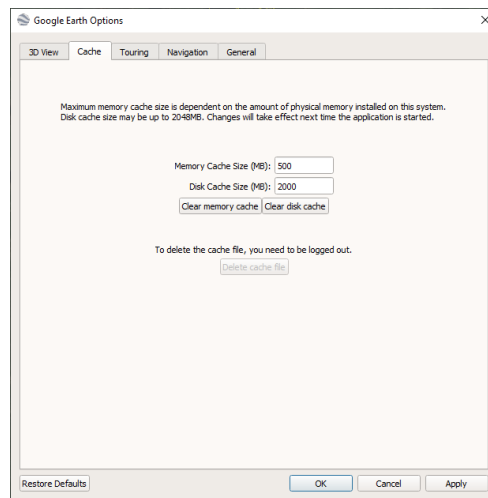 Google Earth Options
3D View Cache Touring Navigation General
Maximum memory cache size is dependent on the amount of physical memory installed on this system.
Disk cache size may be up to 2048MB. Changes will take effect next time the application is started.
Memory Cache Size (MB): 500
Disk Cache Size (MB): 2000
Clear memory cache Clear disk cache
To delete the cache file, you need to be logged out.
Delete cache file
Restore Defaults OK Cancel Apply